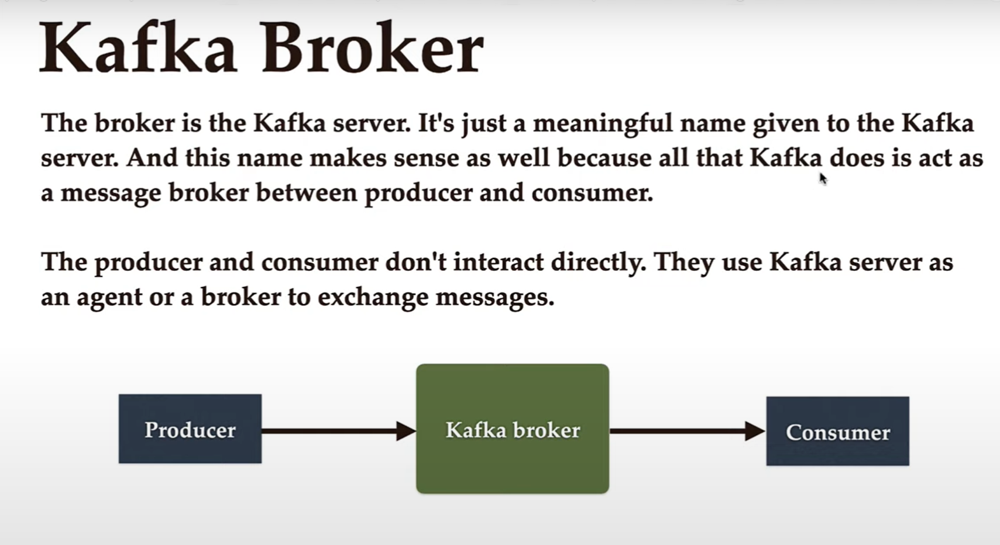 Kafka Broker
The broker is the Kafka server. It's just a meaningful name given to the Kafka
server. And this name makes sense as well because all that Kafka does is act as
a message broker between producer and consumer.
The producer and consumer don't interact directly. They use Kafka server as
an agent or a broker to exchange messages.
Producer
Kafka broker
Consumer